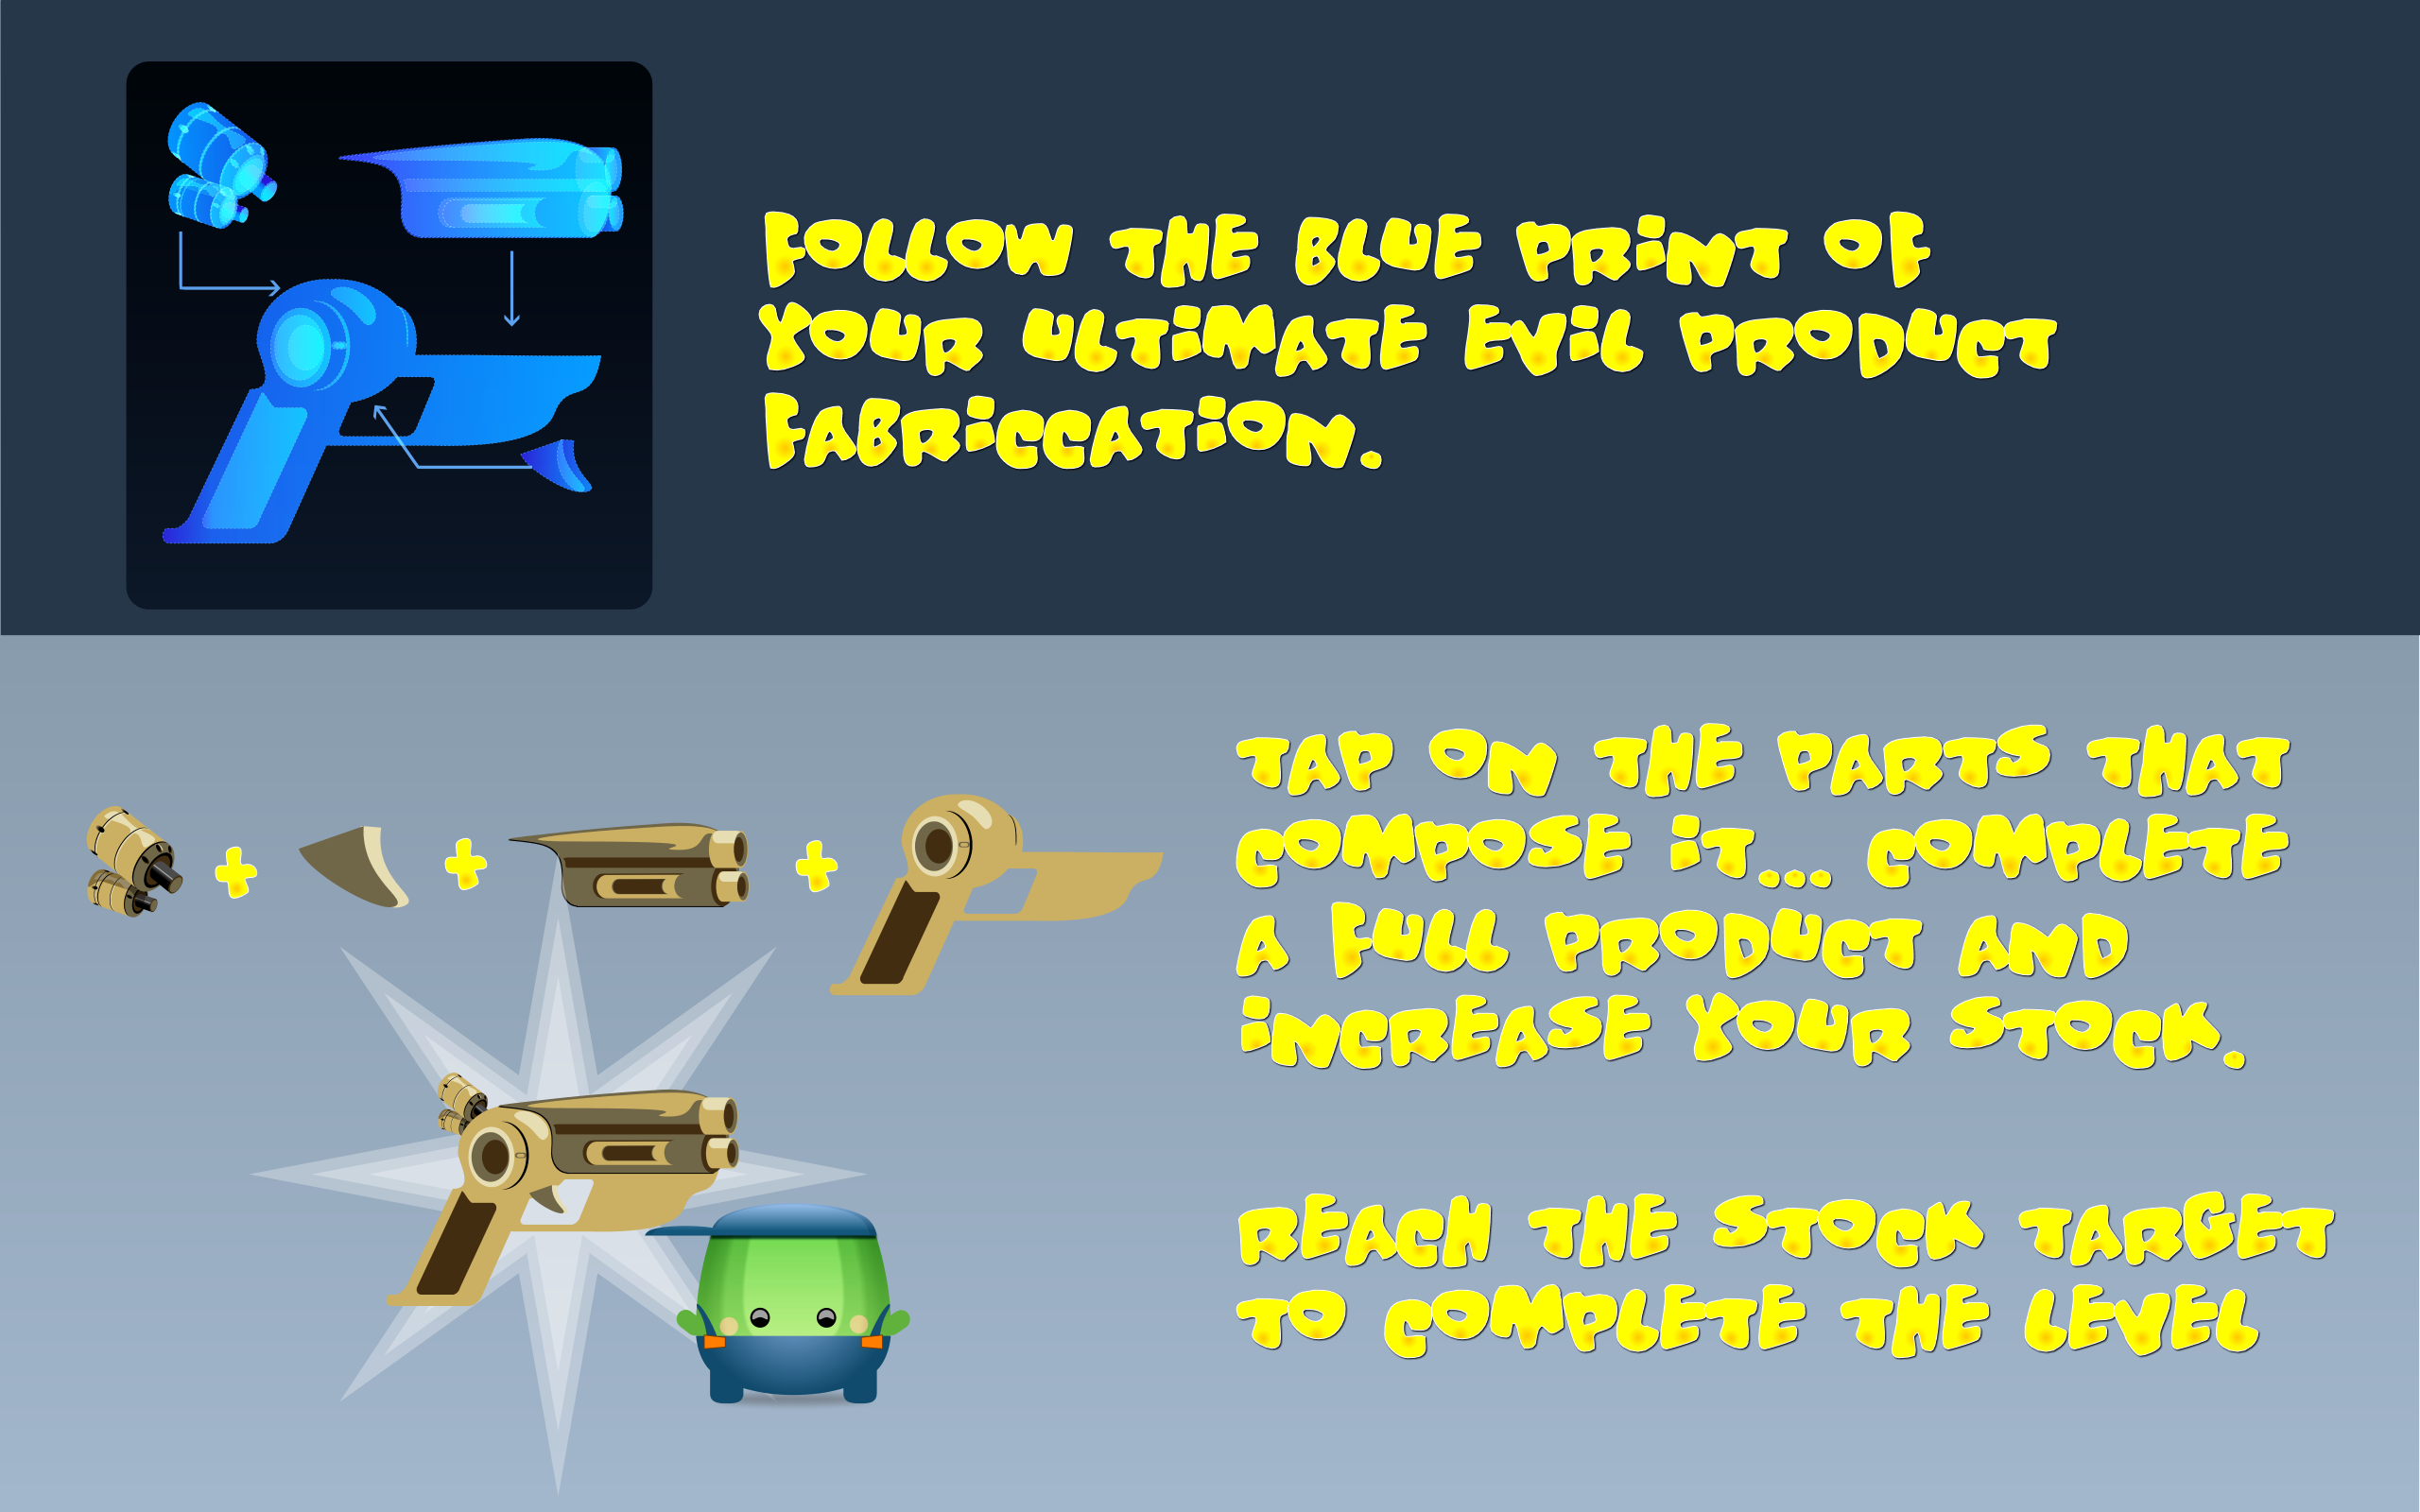 FOLLOW THE BLUE PRINT OF
YOUR ULTIMATE EVIL PRODUCT
FABRICCATION.
+ + +
TAP ON THE PARTS THAT
COMPOSE IT... COMPLETE
A FULL PRODUCT AND
INCREASE YOUR STOCK.
REACH THE STOCK TARGET
TO COMPLETE THE LEVEL